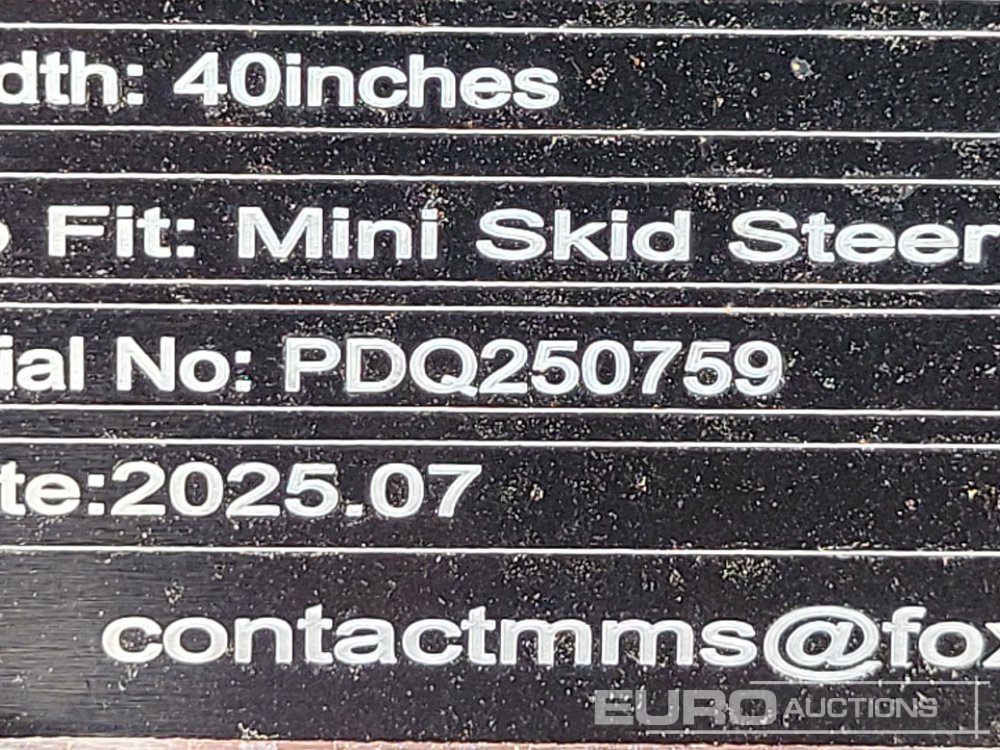 dth: 40inches
o Fit: Mini Skid Steer
ial No: PDQ250759
te:2025.07
contactmms@fox
EURO AUCTIONS